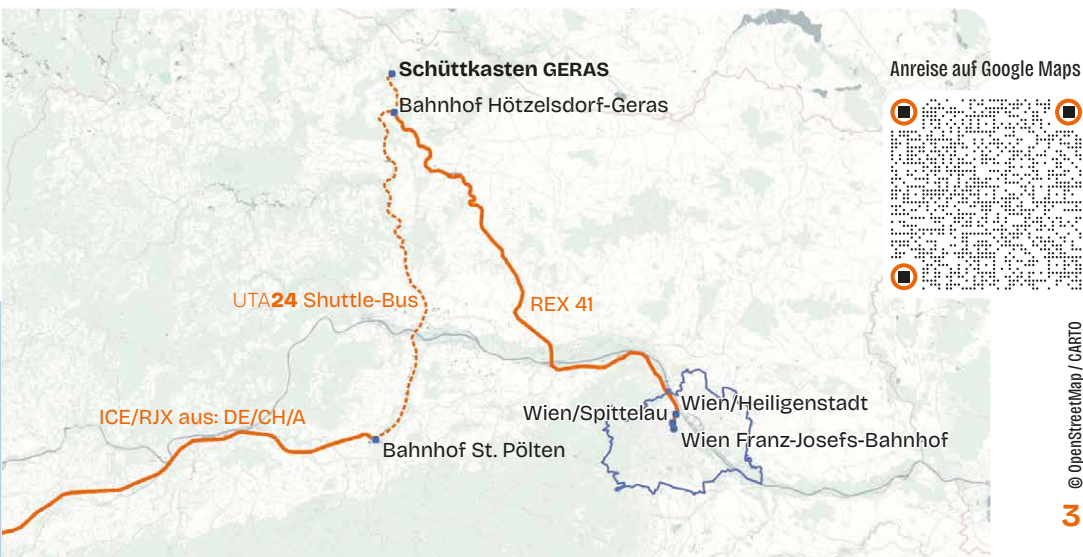 Schüttkasten GERAS
Anreise auf Google Maps
Bahnhof Hötzelsdorf-Geras
UTA24 Shuttle-Bus
REX 41
ICE/RJX aus: DE/CH/A
Wien/Spittelau
Wien/Heiligenstadt
Bahnhof St. Pölten
Wien Franz-Josefs-Bahnhof
© OpenStreetMap / CARTO
3